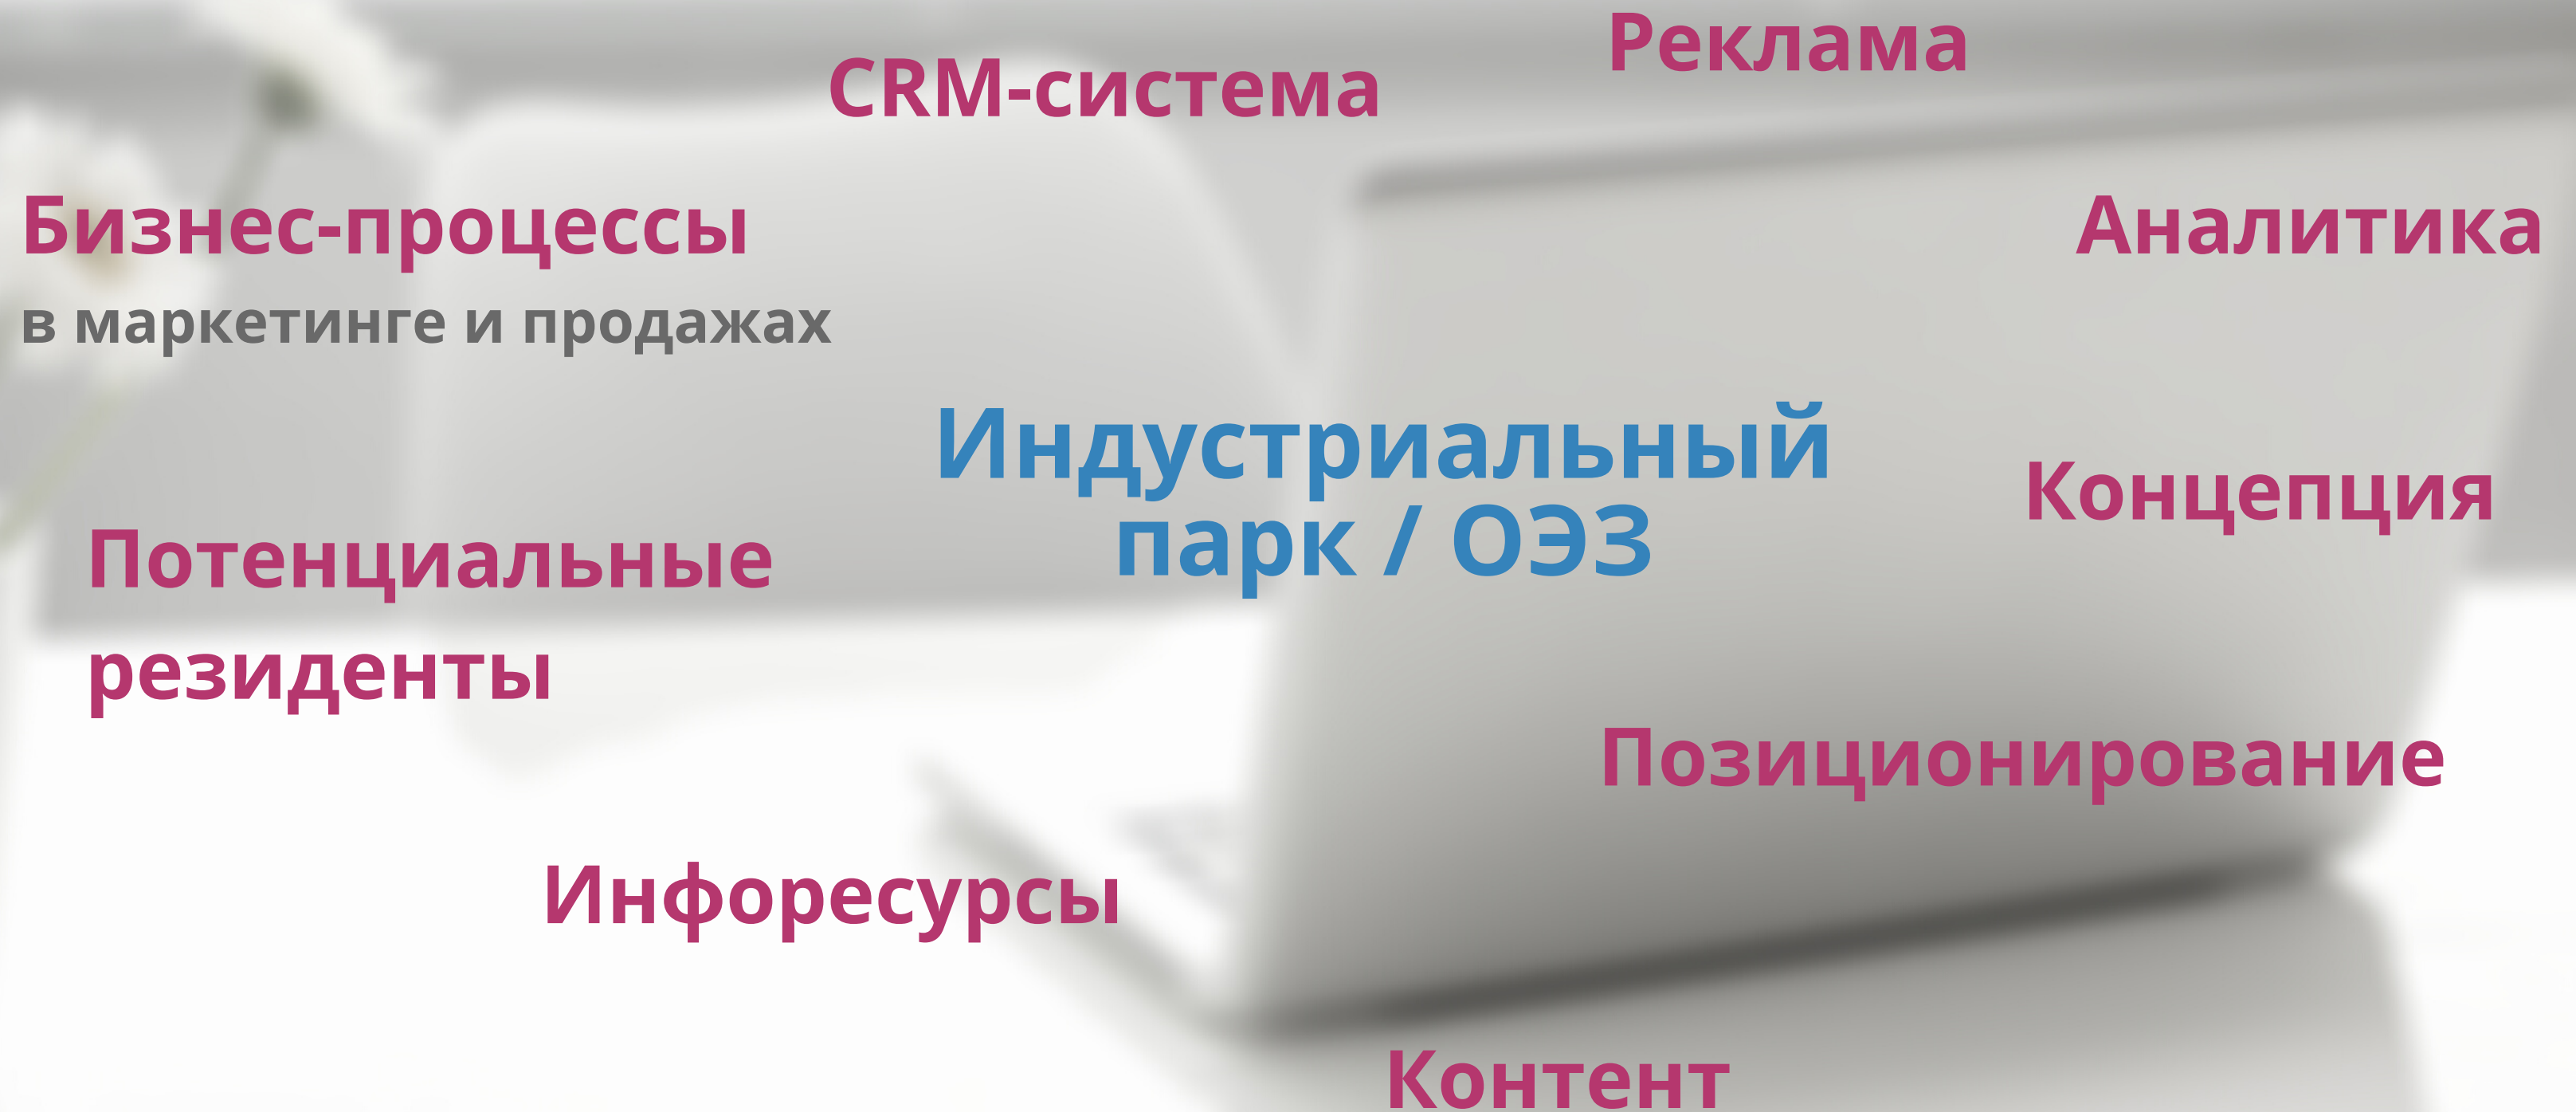 Реклама
CRM-система
Бизнес-процессы
в маркетинге и продажах
Аналитика
Индустриальный
парк / ОЭЗ
Концепция
Потенциальные
резиденты
Позиционирование
Инфоресурсы
Контент